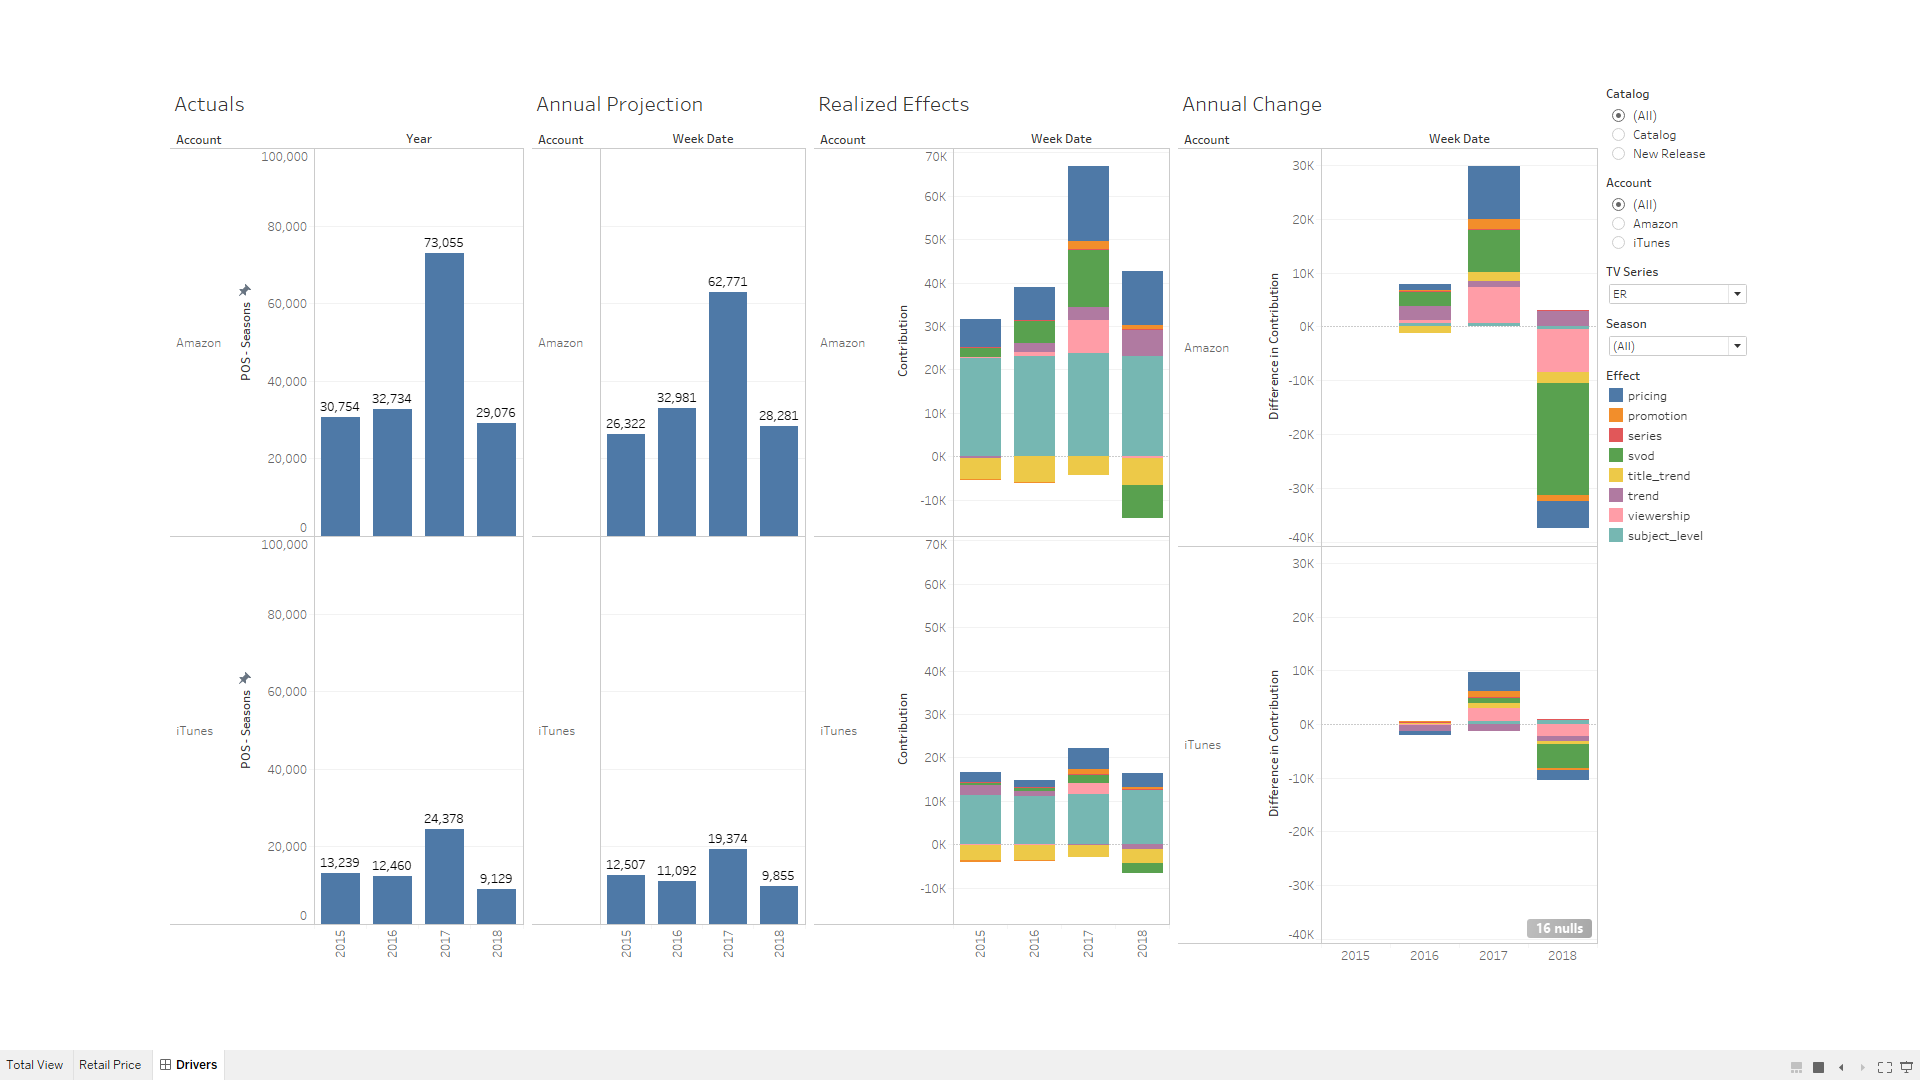 Actuals
Account
Year
100,000
80,000
73,055
60,000
40,000
30,754
32,734
29,076
20,000
0
POS - Seasons
Amazon
100,000
80,000
60,000
40,000
24,378
20,000
13,239
12,460
9,129
0
POS - Seasons
iTunes
2015
2016
2017
2018
Annual Projection
Account
Week Date
62,771
26,322
32,981
28,281
Amazon
19,374
12,507
11,092
9,855
iTunes
2015
2016
2017
2018
Realized Effects
Account
Week Date
70K
60K
50K
40K
30K
20K
10K
0K
-10K
Contribution
Amazon
70K
60K
50K
40K
30K
20K
10K
0K
-10K
Contribution
iTunes
2015
2016
2017
2018
Annual Change
Account
Week Date
30K
20K
10K
0K
-10K
-20K
-30K
-40K
Difference in Contribution
Amazon
30K
20K
10K
0K
-10K
-20K
-30K
-40K
Difference in Contribution
iTunes
16 nulls
2015
2016
2017
2018
Catalog
(All)
Catalog
New Release
Account
(All)
Amazon
iTunes
TV Series
ER
Season
(All)
Effect
pricing
promotion
series
svod
title_trend
trend
viewership
subject_level
Total View
Retail Price
Drivers